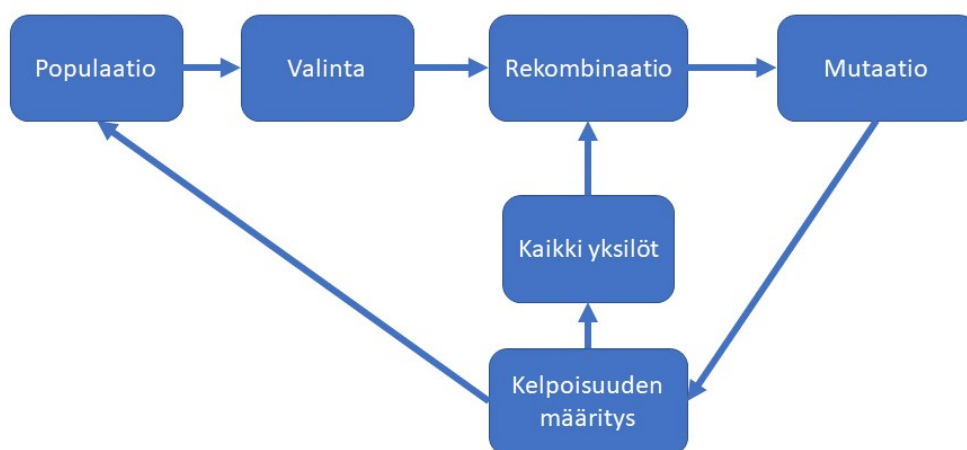 Populaatio
Valinta
Rekombinaatio
Mutaatio
Kaikki yksilöt
Kelpoisuuden
määritys